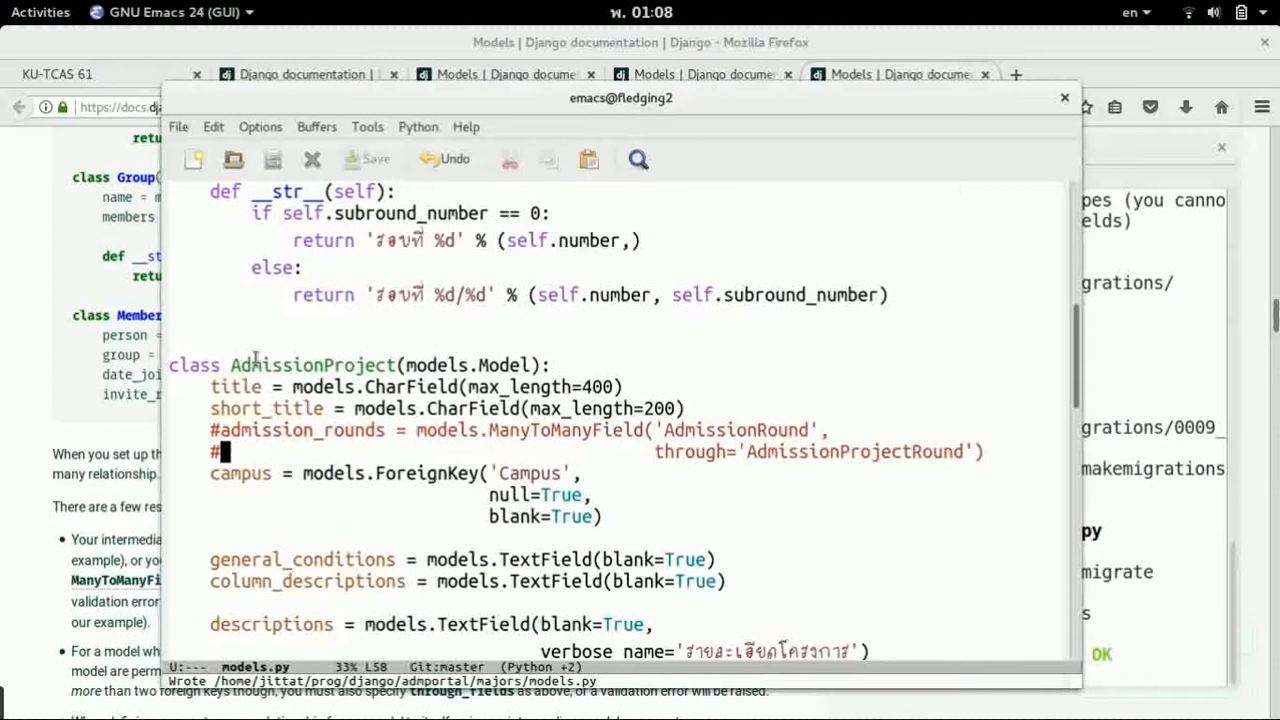 Activities GNU Emacs 24 (GUI) พ. 01:08 en
Models | Django documentation | Django - Mozilla Firefox
KU-TCAS 61 Django documentation | Models | Django docume Models | Django docume Models | Django docume
https://docs.dj
emacs@fledging2
File Edit Options Buffers Tools Python Help
Save Undo
retu
class Group(
name = m
members
def __st
retu
class Membe
person =
group =
date_joi
invite_r
When you set up th
many relationship.
There are a few res
Your intermedia
example), or yo
ManyToManyFi
validation error
our example).
For a model wh
model are perm
more than two foreign keys though, you must also specify through_fields as above, or a validation error will be raised.
def __str__(self):
if self.subround_number == 0:
return 'รอบที่ %d' % (self.number,)
else:
return 'รอบที่ %d/%d' % (self.number, self.subround_number)
class AdmissionProject(models.Model):
title = models.CharField(max_length=400)
short_title = models.CharField(max_length=200)
#admission_rounds = models.ManyToManyField('AdmissionRound',
# through='AdmissionProjectRound')
campus = models.ForeignKey('Campus',
null=True,
blank=True)
general_conditions = models.TextField(blank=True)
column_descriptions = models.TextField(blank=True)
descriptions = models.TextField(blank=True,
verbose_name='รายละเอียดโครงการ')
U:--- models.py 33% L58 Git:master (Python +2)
Wrote /home/jittat/prog/django/admportal/majors/models.py
pes (you canno
elds)
grations/
grations/0009_
makemigrations
py
migrate
s
OK